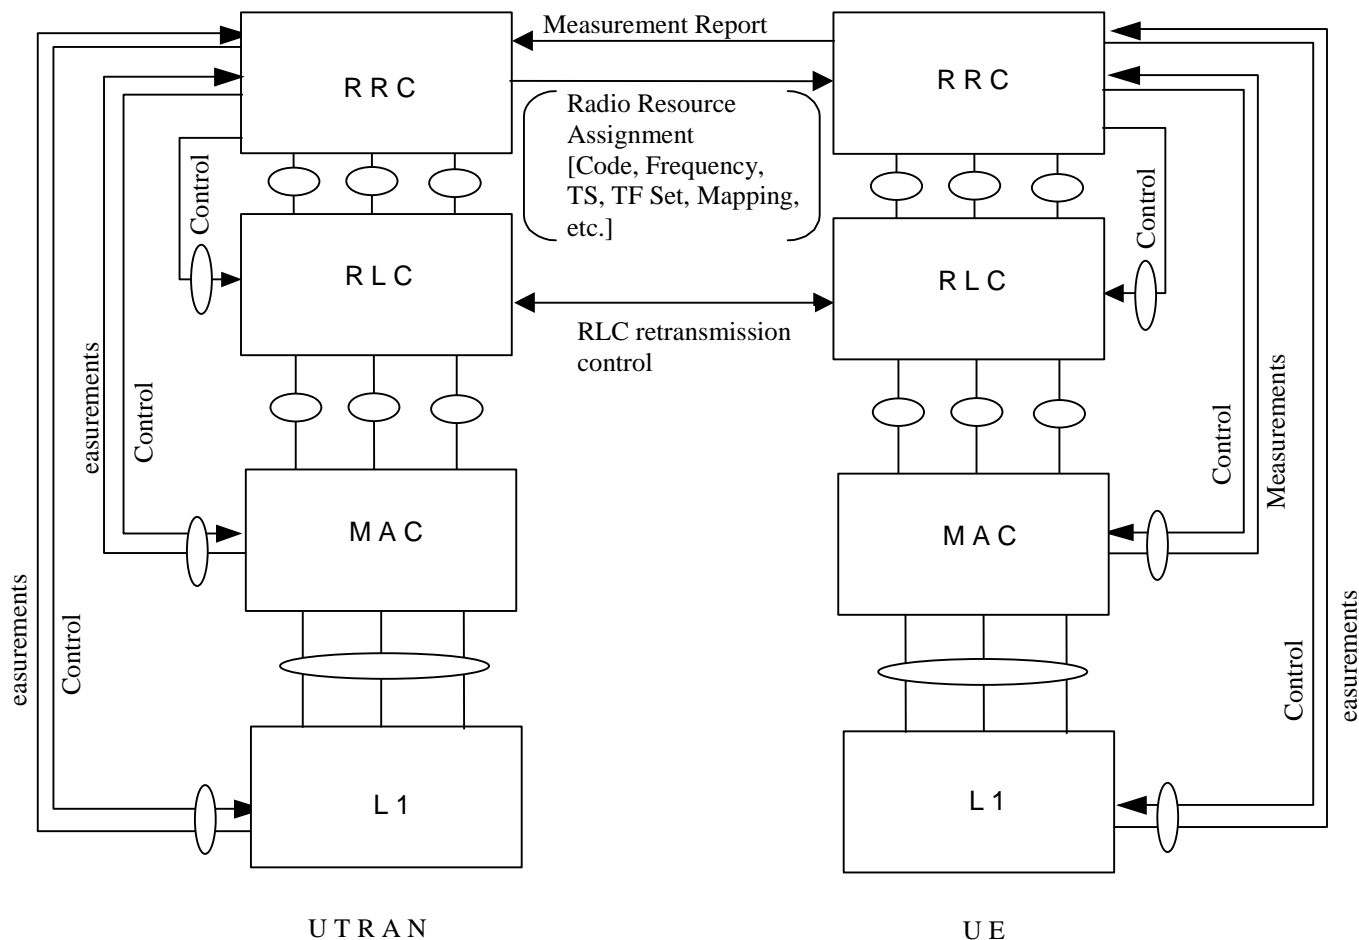 Measurement Report
R R C
R R C
Radio Resource
Assignment
[Code, Frequency,
TS, TF Set, Mapping,
etc.]
Control
Control
R L C
R L C
RLC retransmission
control
easurements
Control
Control
Measurements
M A C
M A C
easurements
Control
Control
easurements
L 1
L 1
U T R A N
U E